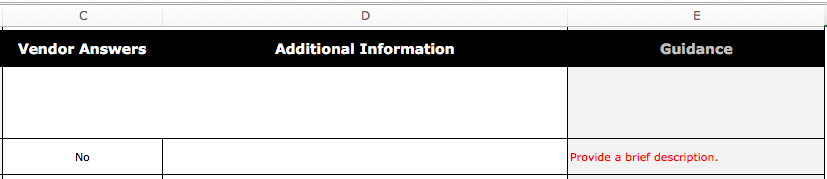 C D E
Vendor Answers Additional Information Guidance
No Provide a brief description.